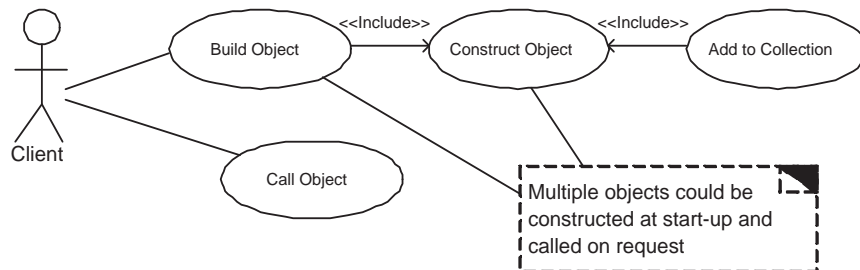 <<Include>>
<<Include>>
Build Object
Construct Object
Add to Collection
Client
Call Object
Multiple objects could be
constructed at start-up and
called on request